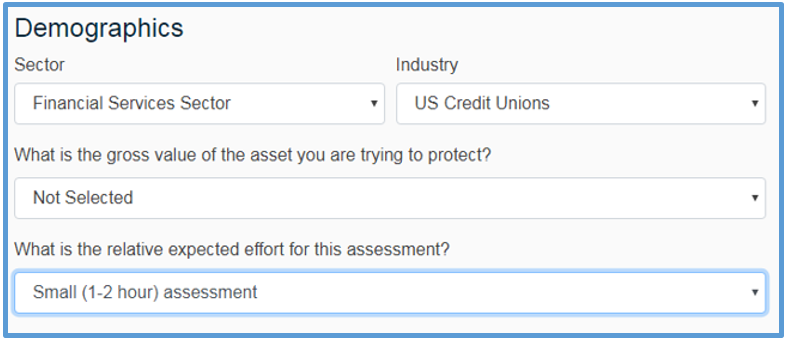 Demographics
Sector Industry
Financial Services Sector US Credit Unions
What is the gross value of the asset you are trying to protect?
Not Selected
What is the relative expected effort for this assessment?
Small (1-2 hour) assessment